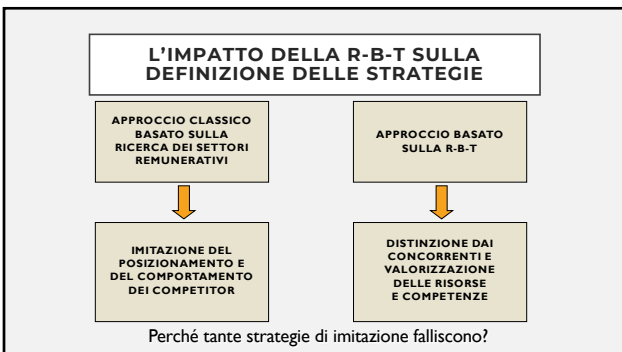 L'IMPATTO DELLA R-B-T SULLA
DEFINIZIONE DELLE STRATEGIE
APPROCCIO CLASSICO
BASATO SULLA
RICERCA DEI SETTORI
REMUNERATIVI
APPROCCIO BASATO
SULLA R-B-T
IMITAZIONE DEL
POSIZIONAMENTO E
DEL COMPORTAMENTO
DEI COMPETITOR
DISTINZIONE DAI
CONCORRENTI E
VALORIZZAZIONE
DELLE RISORSE
E COMPETENZE
Perché tante strategie di imitazione falliscono?